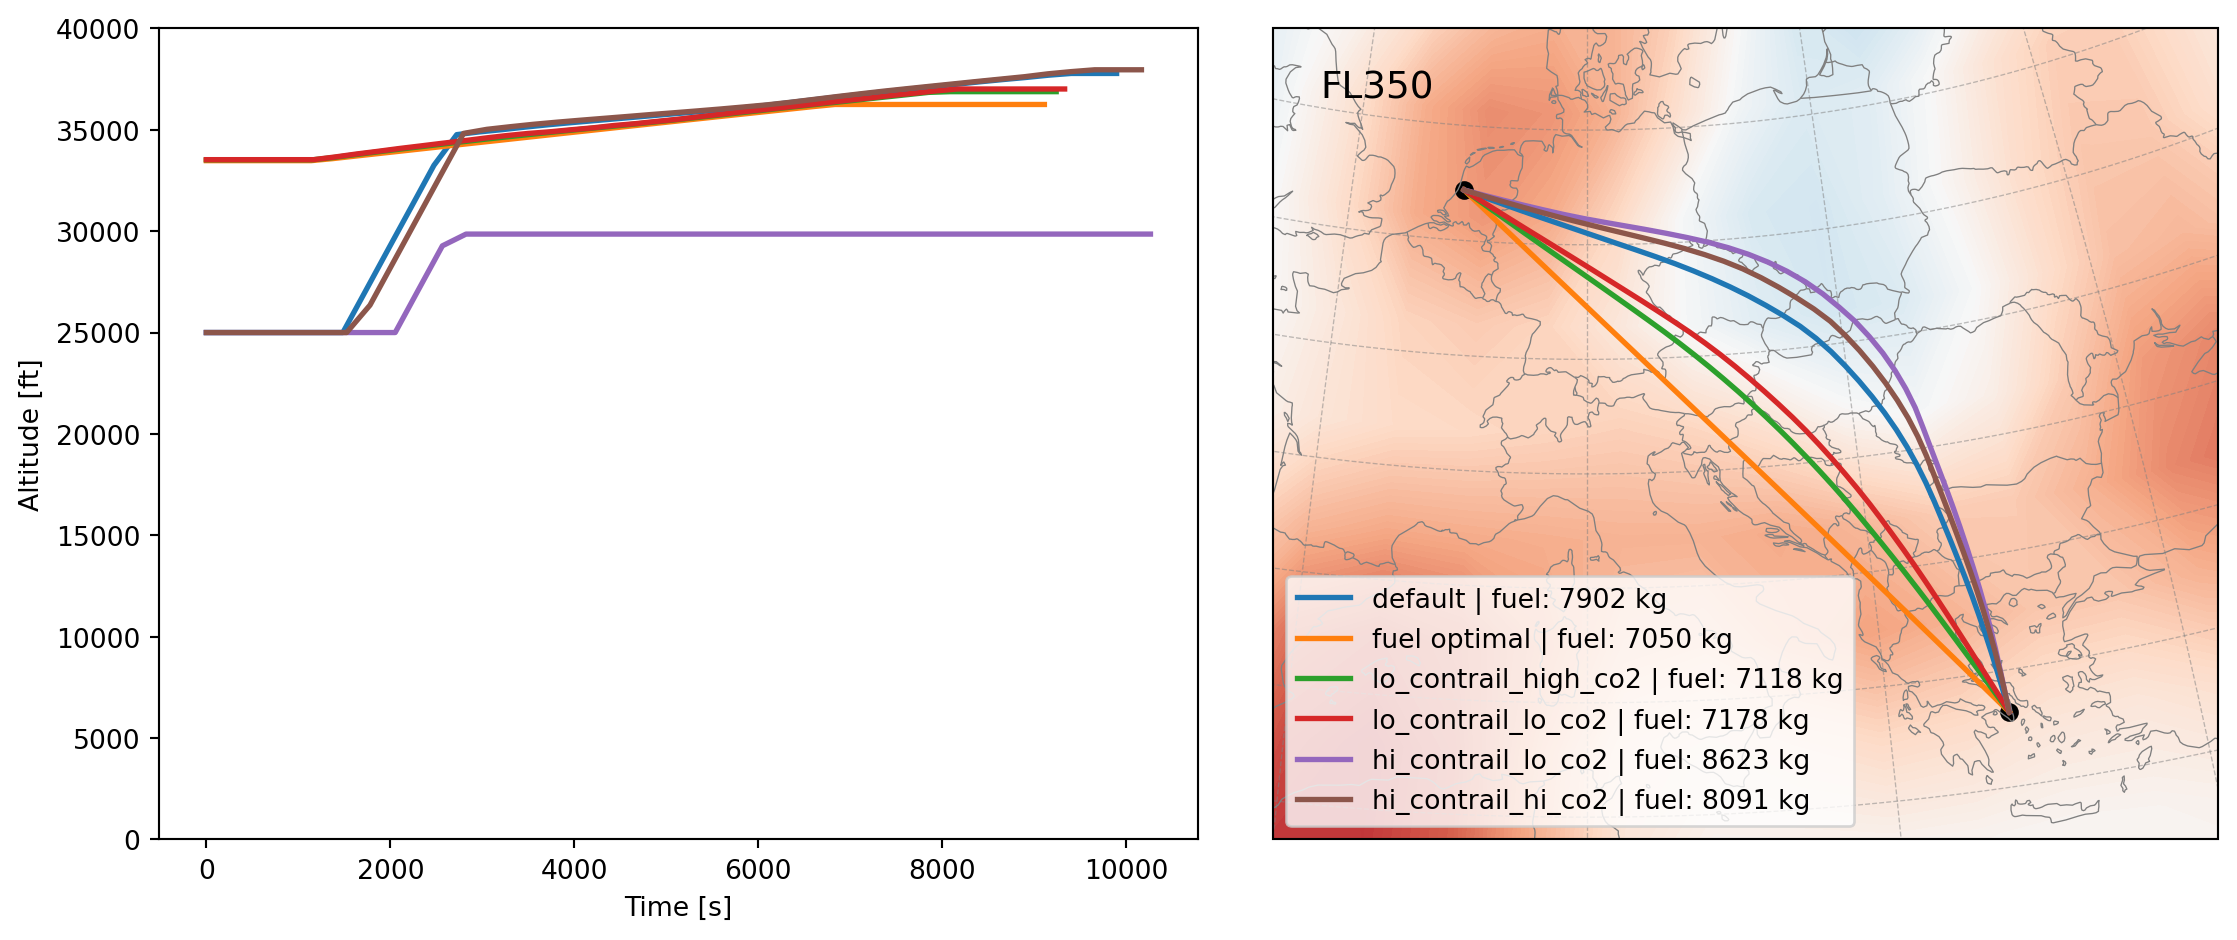 40000
35000
30000
25000
20000
15000
10000
5000
0
Altitude [ft]
0 2000 4000 6000 8000 10000
Time [s]
FL350
default | fuel: 7902 kg
fuel optimal | fuel: 7050 kg
lo_contrail_high_co2 | fuel: 7118 kg
lo_contrail_lo_co2 | fuel: 7178 kg
hi_contrail_lo_co2 | fuel: 8623 kg
hi_contrail_hi_co2 | fuel: 8091 kg